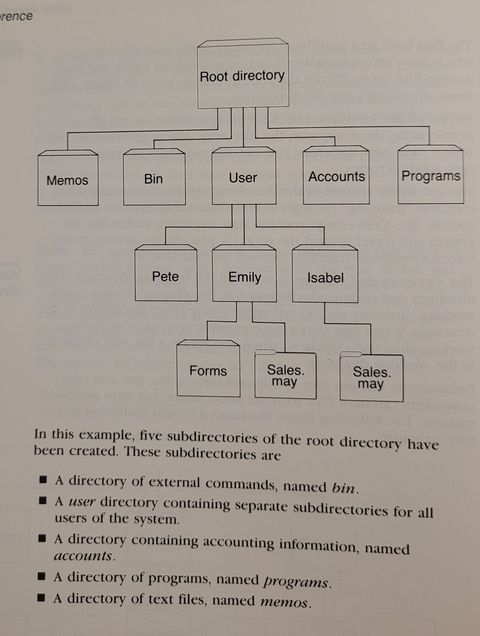 erence
Root directory
Memos
Bin
User
Accounts
Programs
Pete
Emily
Isabel
Forms
Sales.
may
Sales.
may
In this example, five subdirectories of the root directory have
been created. These subdirectories are
■ A directory of external commands, named bin.
■ A user directory containing separate subdirectories for all
users of the system.
■ A directory containing accounting information, named
accounts.
■ A directory of programs, named programs.
■ A directory of text files, named memos.